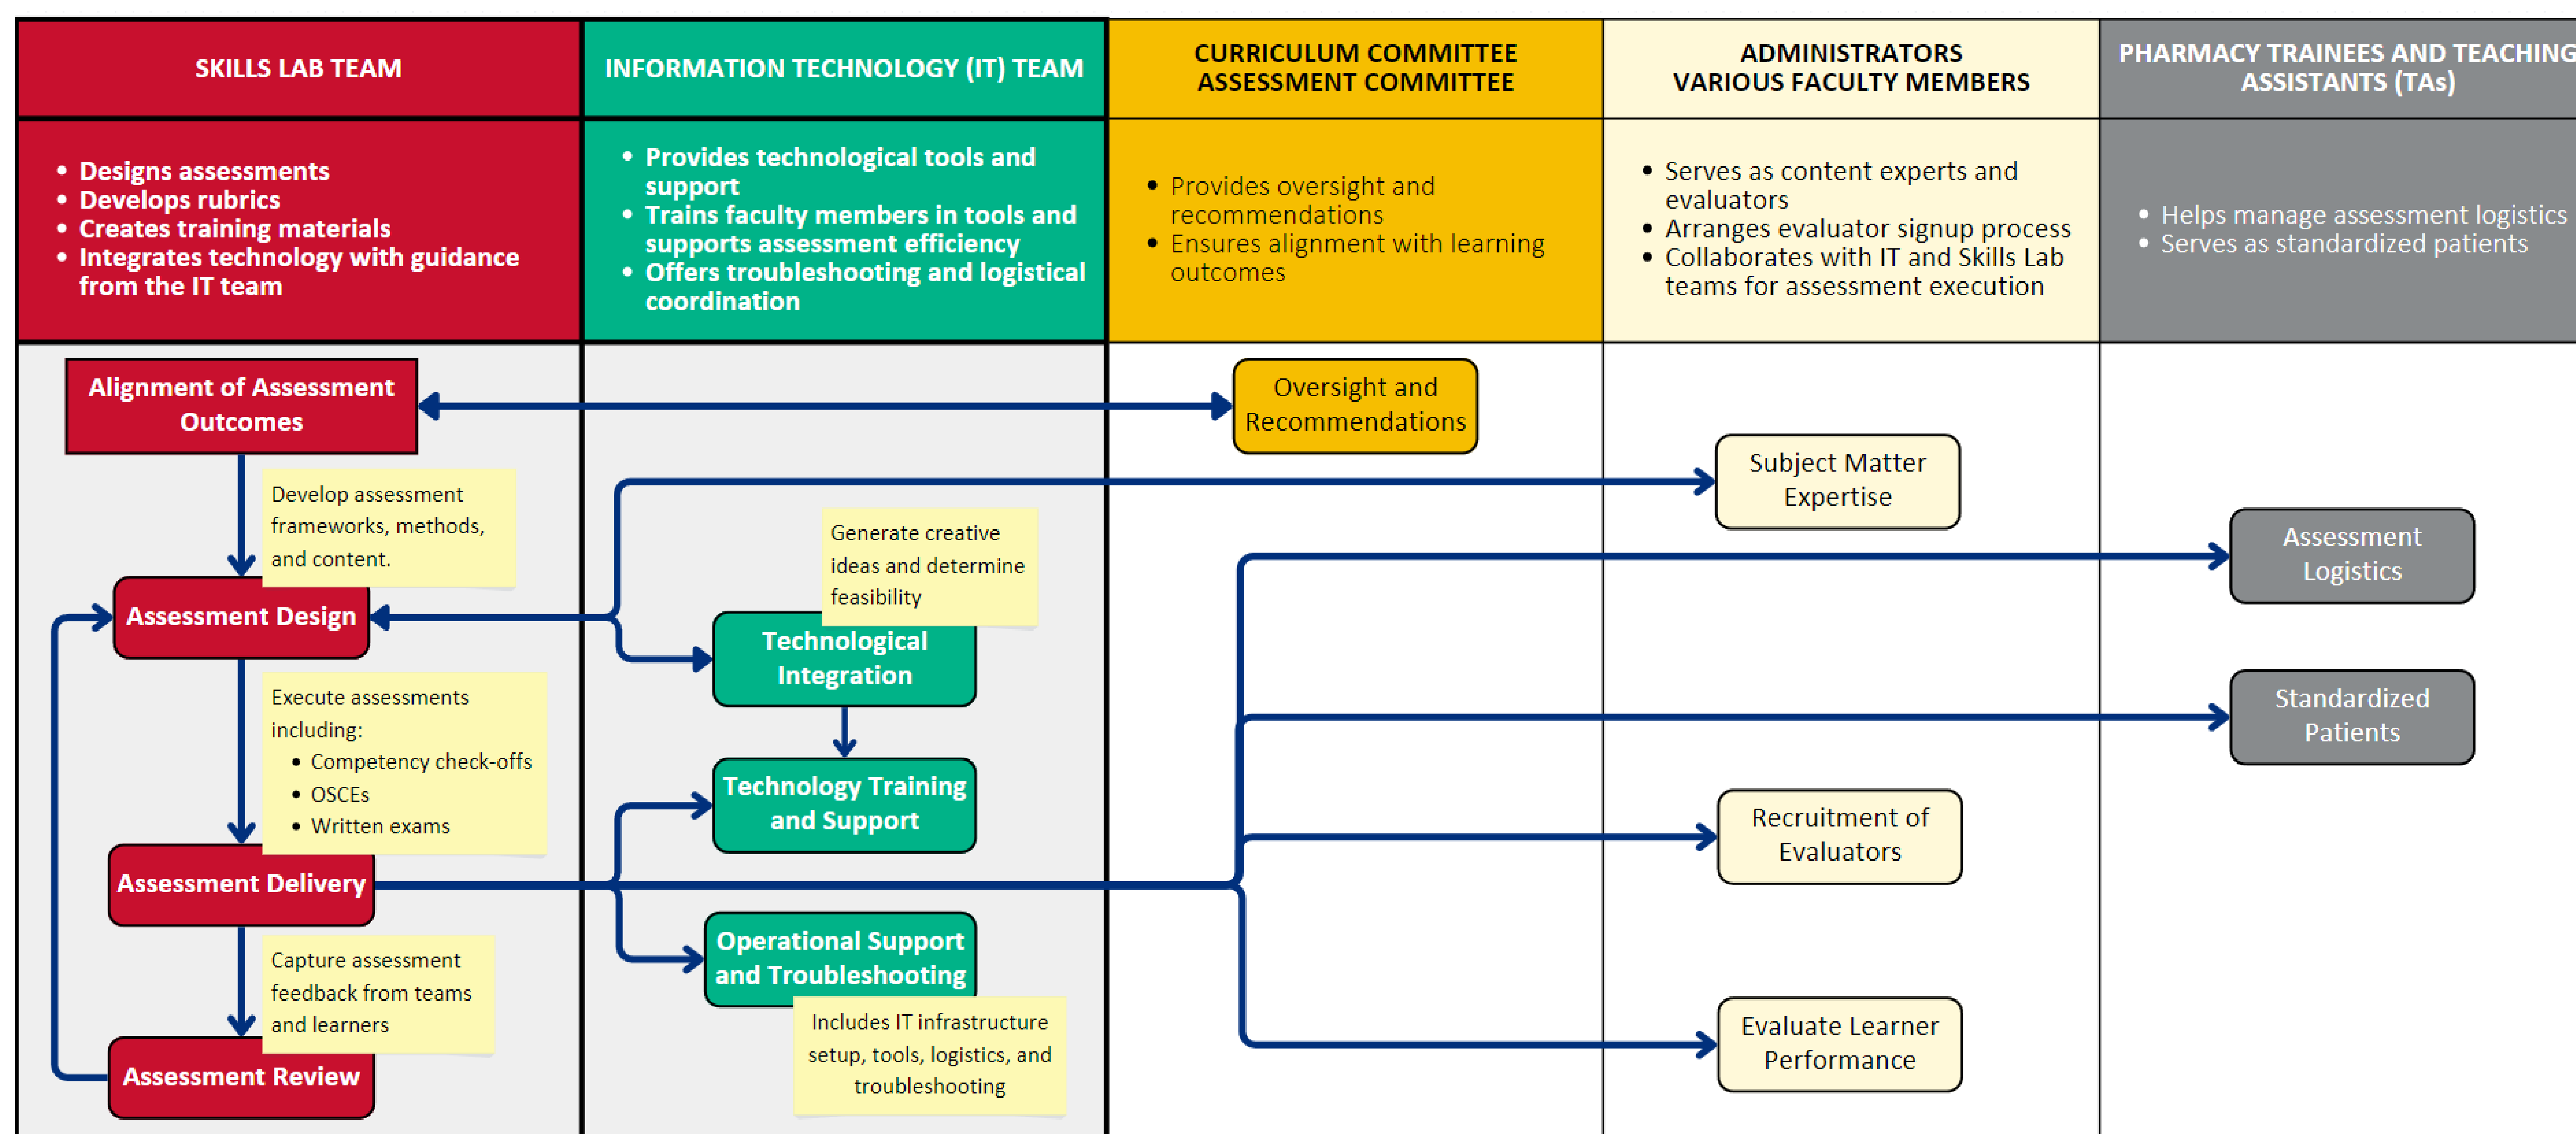 SKILLS LAB TEAM
INFORMATION TECHNOLOGY (IT) TEAM
CURRICULUM COMMITTEE
ASSESSMENT COMMITTEE
ADMINISTRATORS
VARIOUS FACULTY MEMBERS
PHARMACY TRAINEES AND TEACHING
ASSISTANTS (TAs)
• Designs assessments
• Develops rubrics
• Creates training materials
• Integrates technology with guidance
from the IT team
• Provides technological tools and
support
• Trains faculty members in tools and
supports assessment efficiency
• Offers troubleshooting and logistical
coordination
• Provides oversight and
recommendations
• Ensures alignment with learning
outcomes
• Serves as content experts and
evaluators
• Arranges evaluator signup process
• Collaborates with IT and Skills Lab
teams for assessment execution
• Helps manage assessment logistics
• Serves as standardized patients
Alignment of Assessment
Outcomes
Oversight and
Recommendations
Develop assessment
frameworks, methods,
and content.
Subject Matter
Expertise
Generate creative
ideas and determine
feasibility
Assessment
Logistics
Assessment Design
Technological
Integration
Execute assessments
including:
• Competency check-offs
• OSCEs
• Written exams
Standardized
Patients
Technology Training
and Support
Recruitment of
Evaluators
Assessment Delivery
Operational Support
and Troubleshooting
Capture assessment
feedback from teams
and learners
Includes IT infrastructure
setup, tools, logistics, and
troubleshooting
Evaluate Learner
Performance
Assessment Review